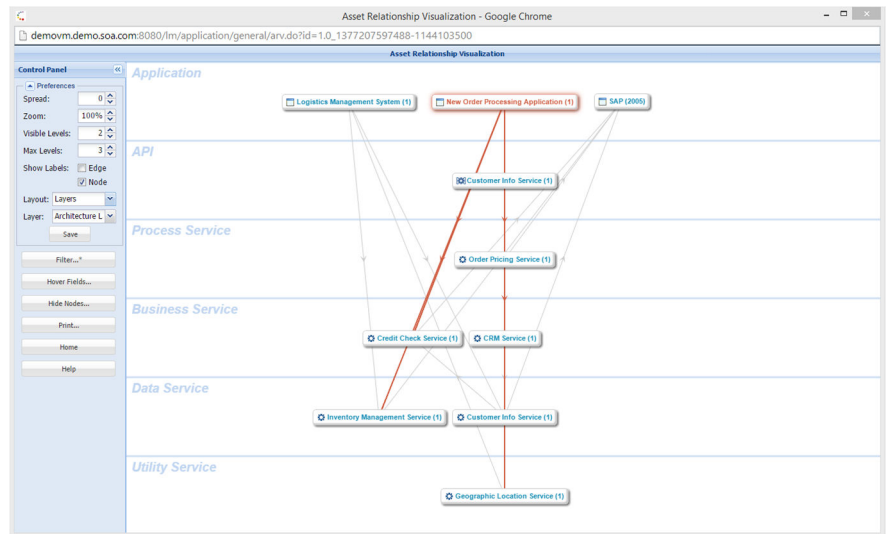 Asset Relationship Visualization - Google Chrome
demovm.demo.soa.com:8080/lm/application/general/arv.do?id=1.0_1377207597488-1144103500
Asset Relationship Visualization
Control Panel «
Preferences
Spread: 0
Zoom: 100%
Visible Levels: 2
Max Levels: 3
Show Labels: Edge
Node
Layout: Layers
Layer: Architecture L
Save
Filter...*
Hover Fields...
Hide Nodes...
Print...
Home
Help
Application
Logistics Management System (1) New Order Processing Application (1) SAP (2005)
API
Customer Info Service (1)
Process Service
Order Pricing Service (1)
Business Service
Credit Check Service (1) CRM Service (1)
Data Service
Inventory Management Service (1) Customer Info Service (1)
Utility Service
Geographic Location Service (1)